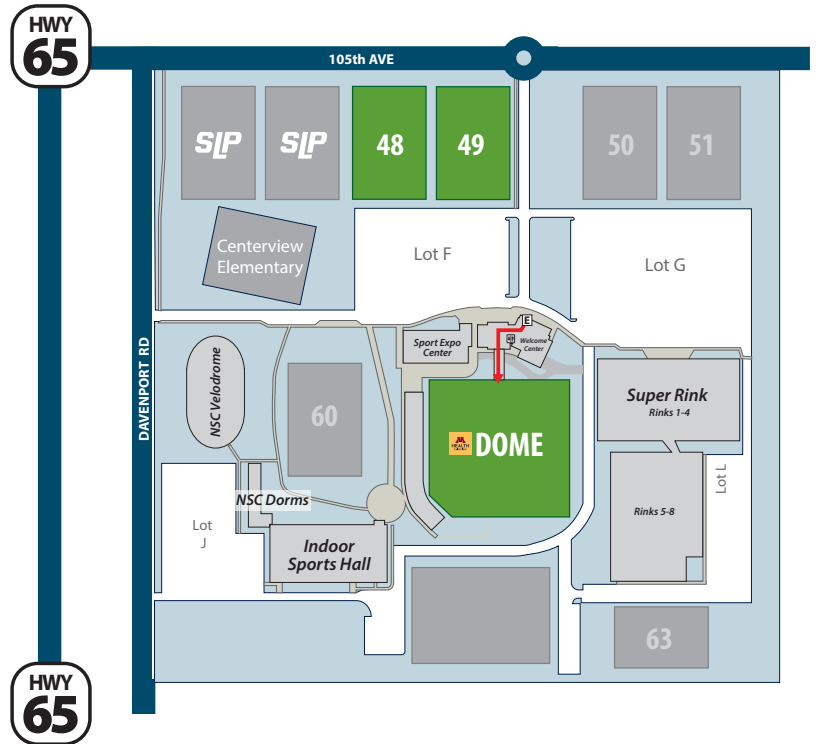 HWY
65
105th AVE
SLP
SLP
48
49
50
51
Centerview
Elementary
Lot F
Lot G
DAVENPORT RD
NSC Velodrome
Sport Expo
Center
E
Welcome
Center
60
Super Rink
Rinks 1-4
M
HEALTH
DOME
Lot L
Rinks 5-8
NSC Dorms
Lot
J
Indoor
Sports Hall
63
HWY
65